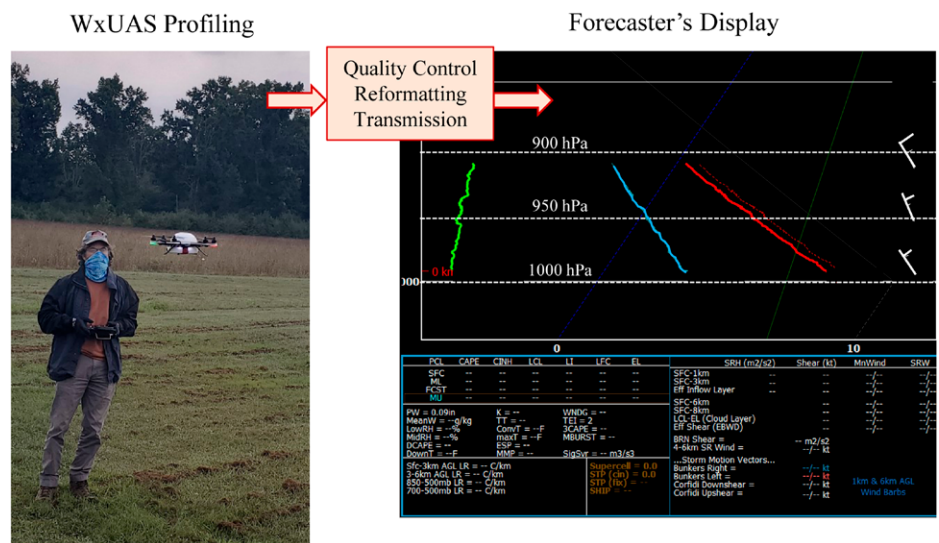 WxUAS Profiling
Forecaster's Display
Quality Control
Reformatting
Transmission
900 hPa
950 hPa
1000 hPa
0 kft
00
0 10
PCL CAPE CINH LCL LI LFC EL
SFC -- -- -- -- -- --
ML -- -- -- -- -- --
FCST -- -- -- -- -- --
MU -- -- -- -- -- --
PW = 0.09in K = -- WNDG = --
MeanW = --g/kg TT = -- TEI = 2
LowRH = --% ConvT = --F 3CAPE = --
MidRH = --% maxT = --F MBURST = --
DCAPE = -- ESP = --
DownT = --F MMP = -- SigSvr = -- m3/s3
Sfc-3km AGL LR = -- C/km
3-6km AGL LR = -- C/km
850-500mb LR = -- C/km
700-500mb LR = -- C/km
Supercell = 0.0
STP (cin) = 0.0
STP (fix) = --
SHIP = --
SRH (m2/s2) Shear (kt) MnWind SRW
SFC-1km -- -- --/-- --/--
SFC-3km -- -- --/-- --/--
Eff Inflow Layer -- -- --/-- --/--
SFC-6km -- --/-- --/--
SFC-8km -- --/-- --/--
LCL-EL (Cloud Layer) -- --/-- --/--
Eff Shear (EBWD) -- --/-- --/--
BRN Shear = -- m2/s2
4-6km SR Wind = --/-- kt
...Storm Motion Vectors...
Bunkers Right = --/-- kt
Bunkers Left = --/-- kt
Corfidi Downshear = --/-- kt
Corfidi Upshear = --/-- kt
1km & 6km AGL
Wind Barbs